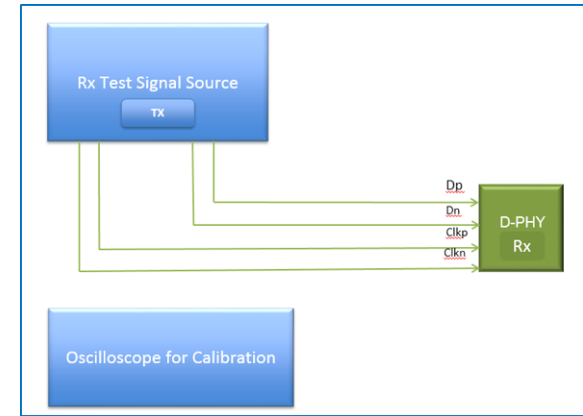 Rx Test Signal Source
TX
Dp
Dn
Clkp
Clkn
D-PHY
Rx
Oscilloscope for Calibration